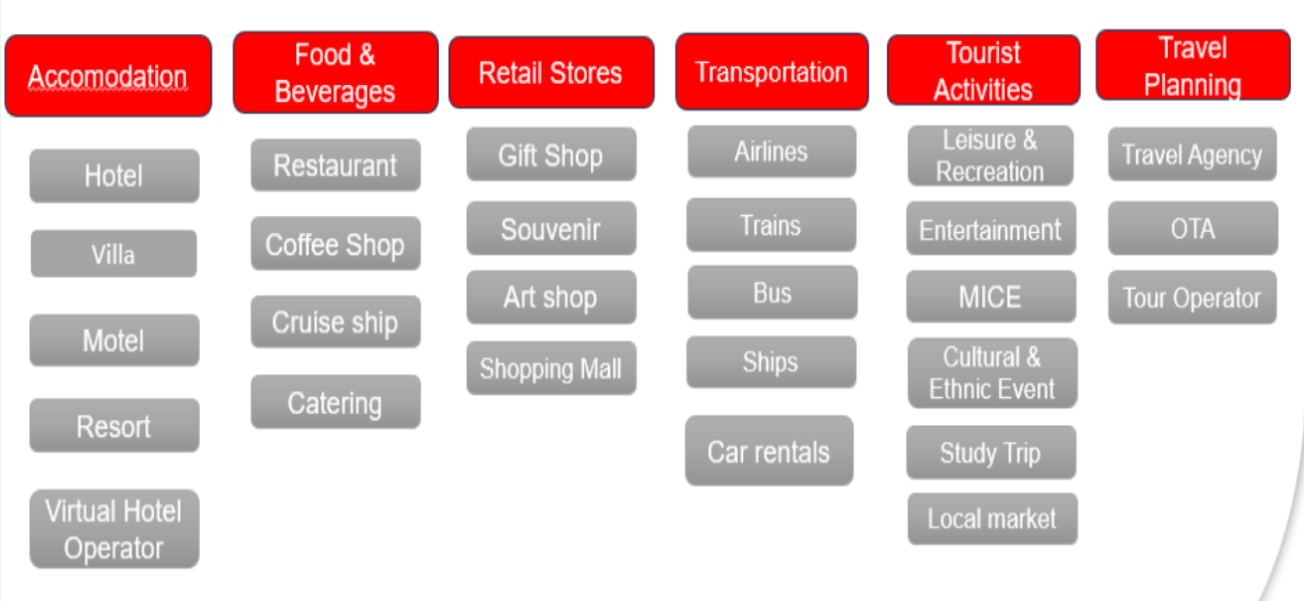 Accomodation
Hotel
Villa
Motel
Resort
Virtual Hotel
Operator
Food &
Beverages
Restaurant
Coffee Shop
Cruise ship
Catering
Retail Stores
Gift Shop
Souvenir
Art shop
Shopping Mall
Transportation
Airlines
Trains
Bus
Ships
Car rentals
Tourist
Activities
Leisure &
Recreation
Entertainment
MICE
Cultural &
Ethnic Event
Study Trip
Local market
Travel
Planning
Travel Agency
OTA
Tour Operator